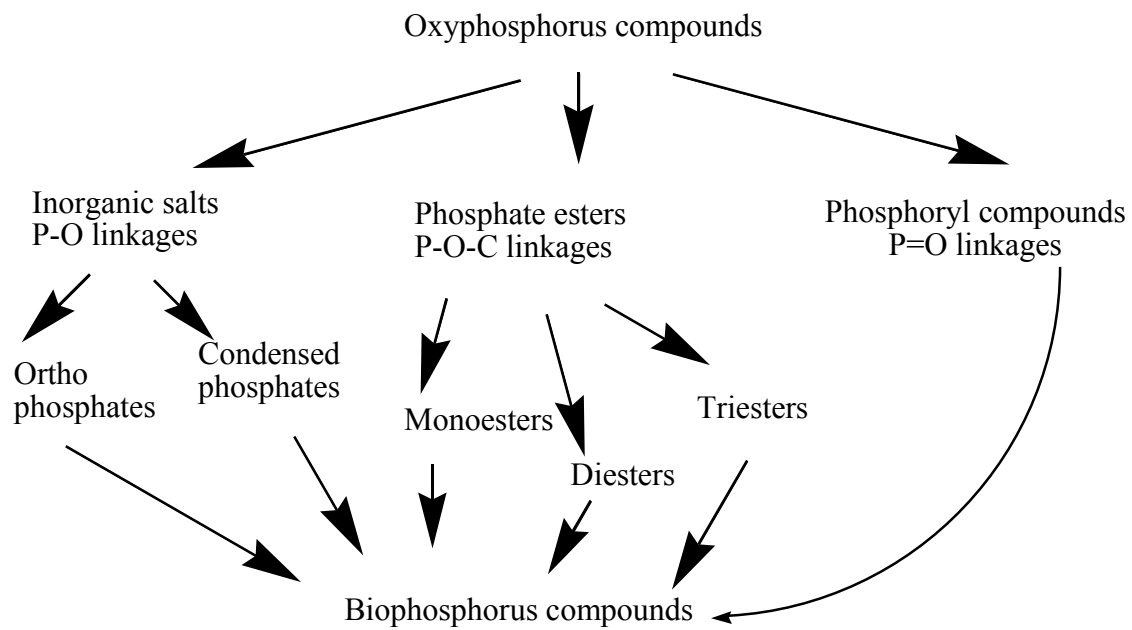 Oxyphosphorus compounds
Inorganic salts
P-O linkages
Phosphate esters
P-O-C linkages
Phosphoryl compounds
P=O linkages
Ortho
phosphates
Condensed
phosphates
Monoesters
Diesters
Triesters
Biophosphorus compounds